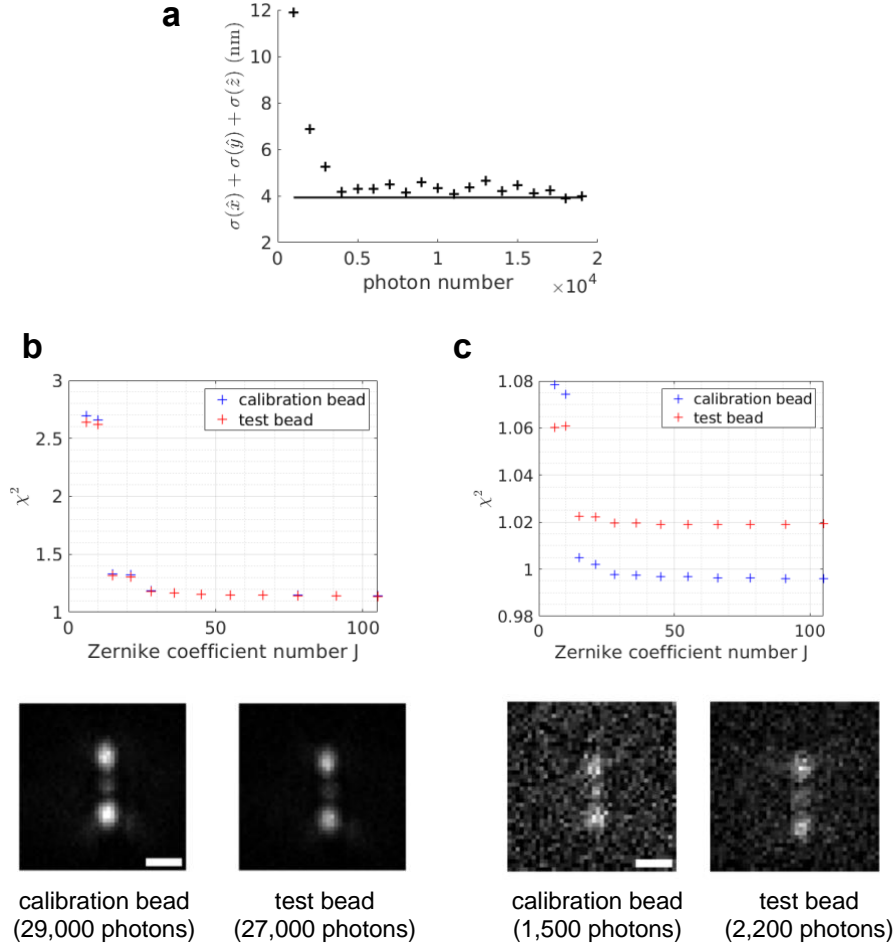 a
σ(x̂) + σ(ŷ) + σ(ẑ) (nm)
12
10
8
6
4
2
0
0.5
1
1.5
2
×10⁴
photon number
b
χ²
3
2.5
2
1.5
1
calibration bead
test bead
0
50
100
Zernike coefficient number J
c
χ²
1.08
1.06
1.04
1.02
1
0.98
calibration bead
test bead
0
50
100
Zernike coefficient number J
calibration bead
(29,000 photons)
test bead
(27,000 photons)
calibration bead
(1,500 photons)
test bead
(2,200 photons)